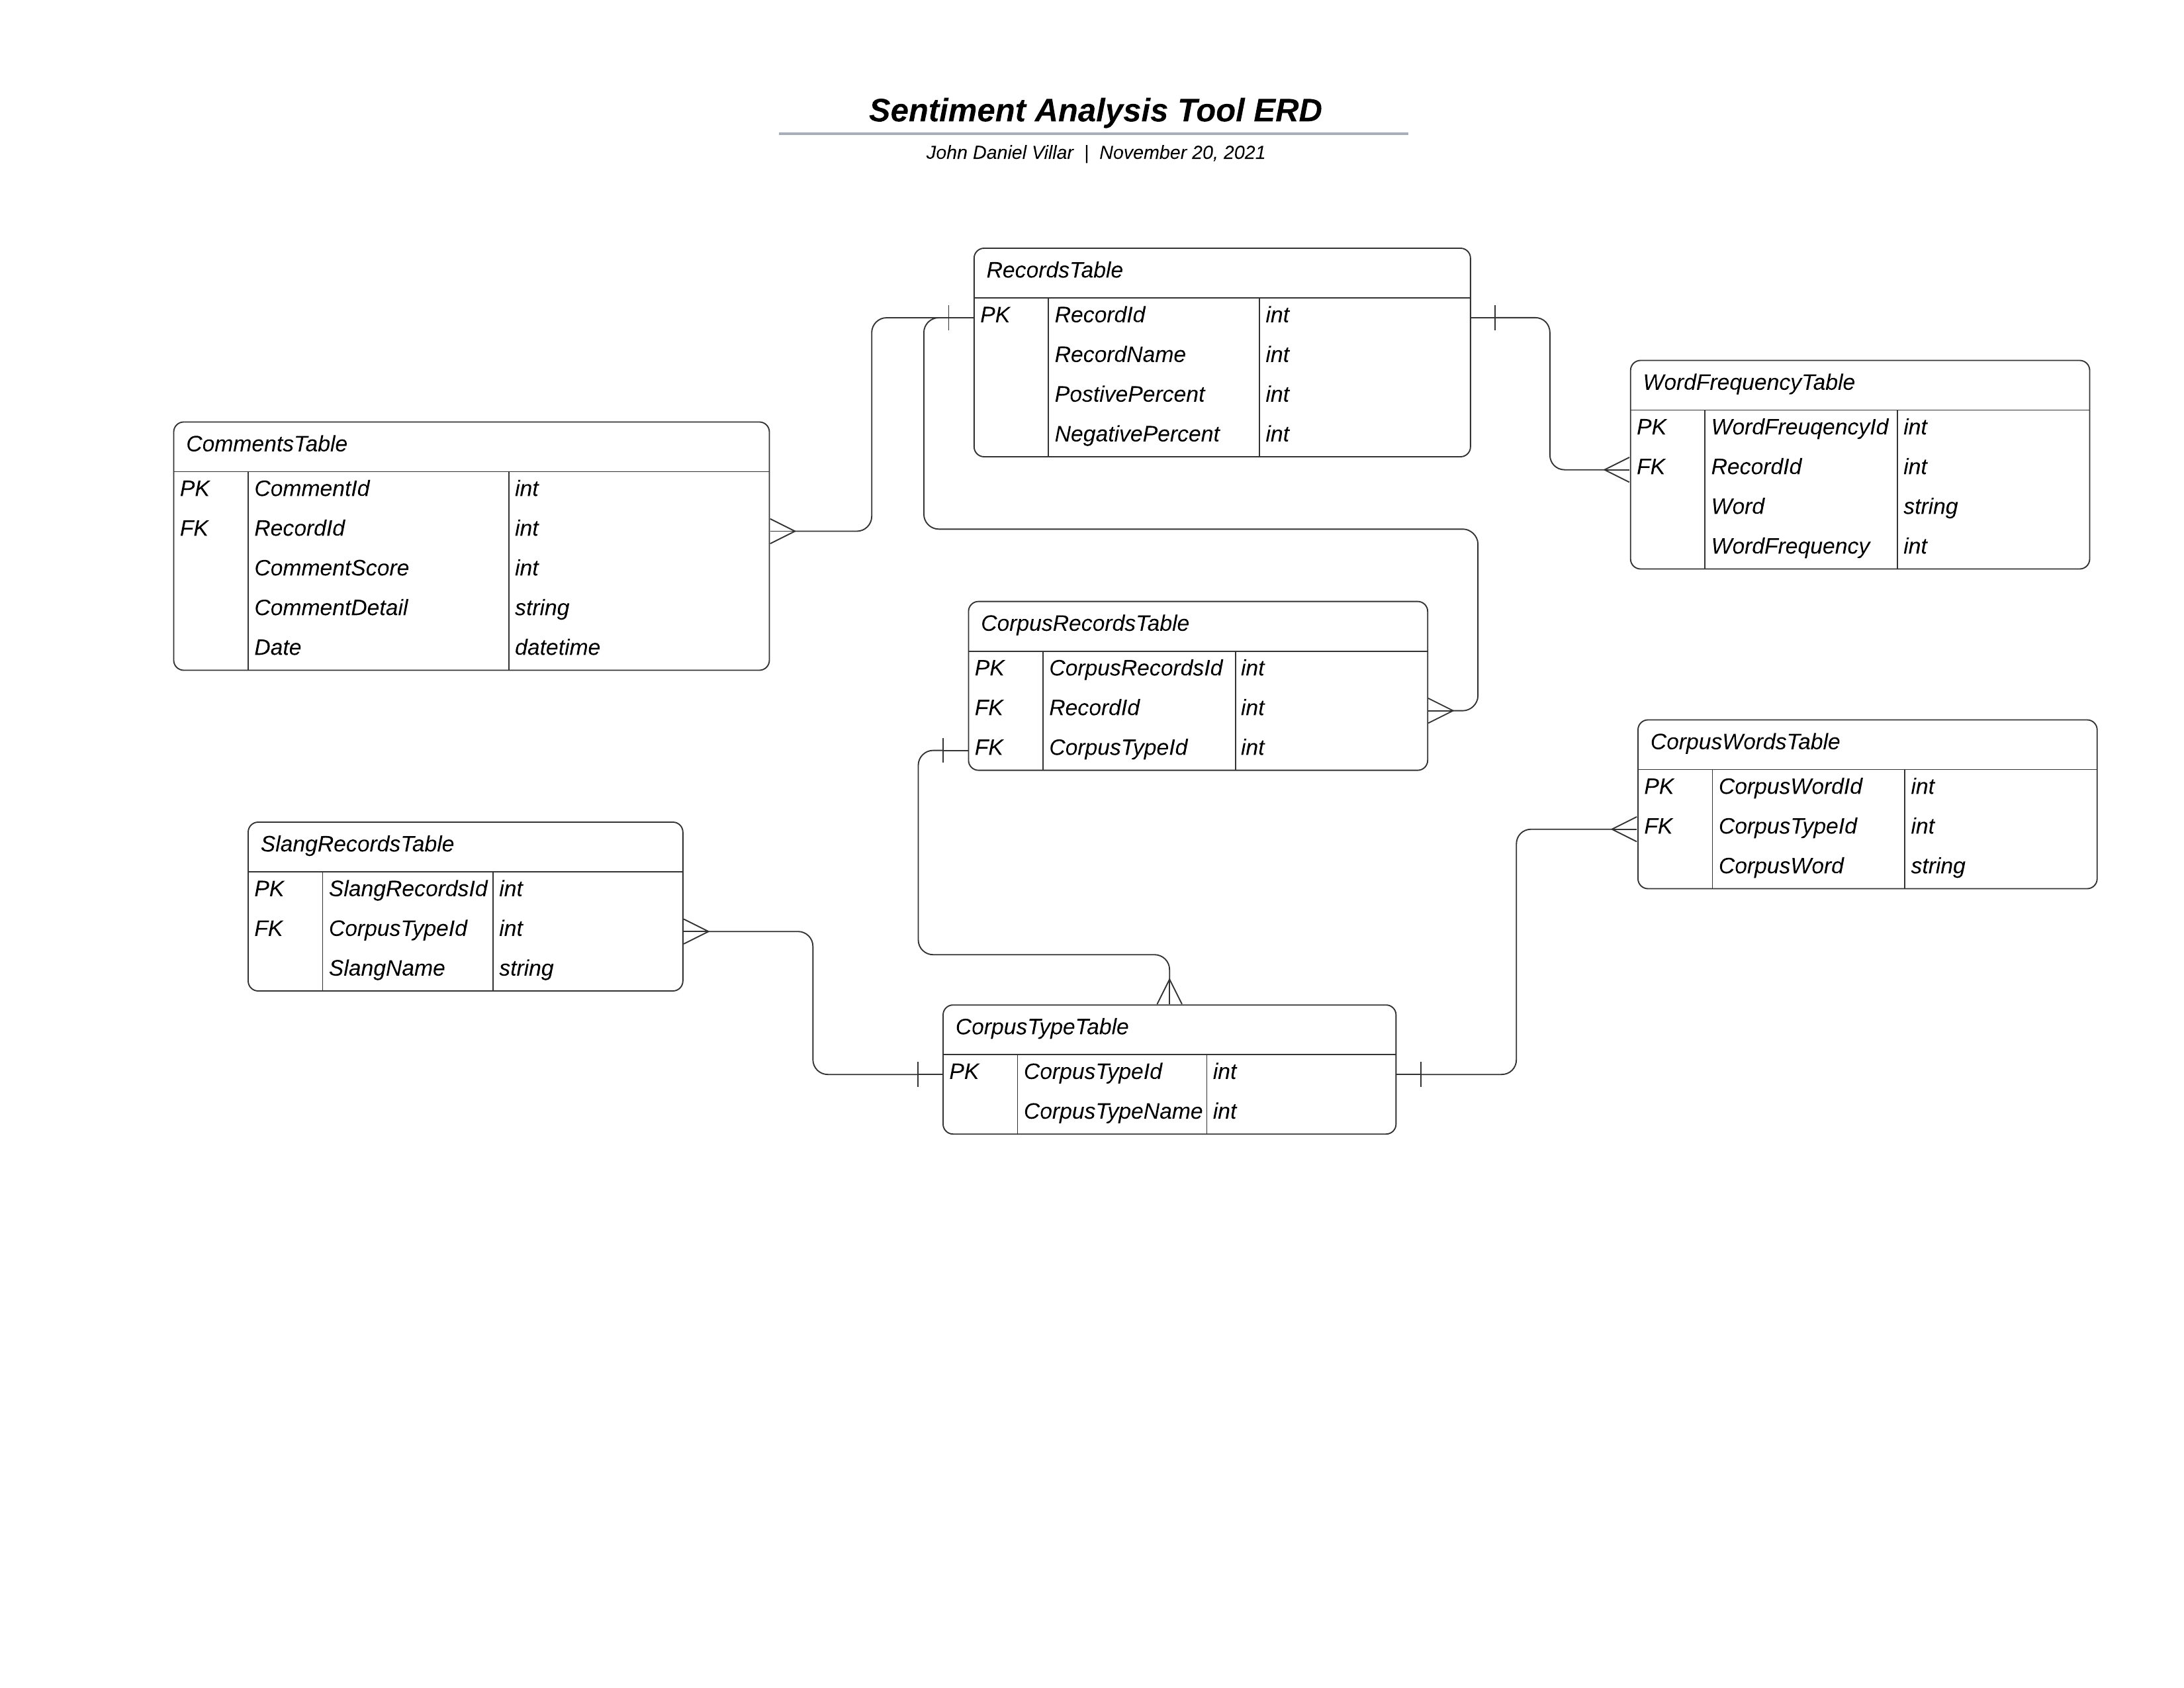 Sentiment Analysis Tool ERD
John Daniel Villar | November 20, 2021
RecordsTable
PK RecordId int
RecordName int
PostivePercent int
NegativePercent int
WordFrequencyTable
PK WordFreuqencyId int
FK RecordId int
Word string
WordFrequency int
CommentsTable
PK CommentId int
FK RecordId int
CommentScore int
CommentDetail string
Date datetime
CorpusRecordsTable
PK CorpusRecordsId int
FK RecordId int
FK CorpusTypeId int
CorpusWordsTable
PK CorpusWordId int
FK CorpusTypeId int
CorpusWord string
SlangRecordsTable
PK SlangRecordsId int
FK CorpusTypeId int
SlangName string
CorpusTypeTable
PK CorpusTypeId int
CorpusTypeName int